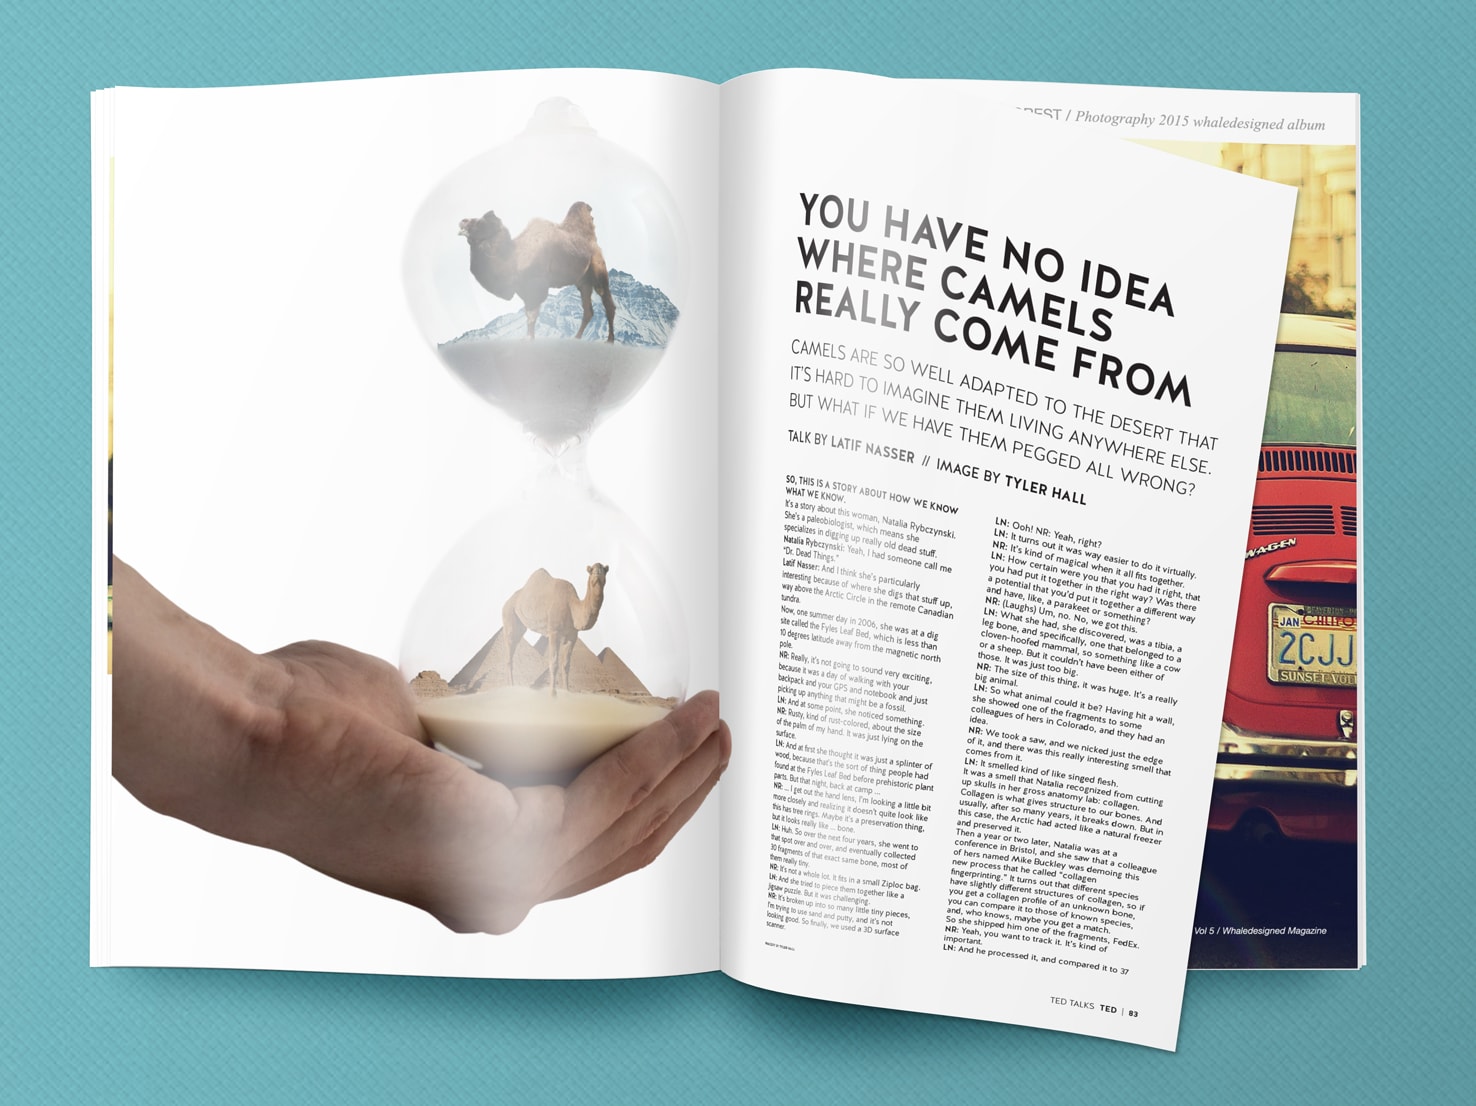 REST / Photography 2015 whaledesigned album
YOU HAVE NO IDEA
WHERE CAMELS
REALLY COME FROM
CAMELS ARE SO WELL ADAPTED TO THE DESERT THAT
IT'S HARD TO IMAGINE THEM LIVING ANYWHERE ELSE.
BUT WHAT IF WE HAVE THEM PEGGED ALL WRONG?
TALK BY LATIF NASSER // IMAGE BY TYLER HALL
SO, THIS IS A STORY ABOUT HOW WE KNOW
WHAT WE KNOW.
It's a story about this woman, Natalia Rybczynski.
She's a paleobiologist, which means she
specializes in digging up really old dead stuff.
Natalia Rybczynski: Yeah, I had someone call me
"Dr. Dead Things."
Latif Nasser: And I think she's particularly
interesting because of where she digs that stuff up,
way above the Arctic Circle in the remote Canadian
tundra.
Now, one summer day in 2006, she was at a dig
site called the Fyles Leaf Bed, which is less than
10 degrees latitude away from the magnetic north
pole.
NR: Really, it's not going to sound very exciting,
because it was a day of walking with your
backpack and your GPS and notebook and just
picking up anything that might be a fossil.
LN: And at some point, she noticed something.
NR: Rusty, kind of rust-colored, about the size
of the palm of my hand. It was just lying on the
surface.
LN: And at first she thought it was just a splinter of
wood, because that's the sort of thing people had
found at the Fyles Leaf Bed before prehistoric plant
parts. But that night, back at camp ...
NR: ... I get out the hand lens, I'm looking a little bit
more closely and realizing it doesn't quite look like
this has tree rings. Maybe it's a preservation thing,
but it looks really like ... bone.
LN: Huh. So over the next four years, she went to
that spot over and over, and eventually collected
30 fragments of that exact same bone, most of
them really tiny.
NR: It's not a whole lot. It fits in a small Ziploc bag.
LN: And she tried to piece them together like a
jigsaw puzzle. But it was challenging.
NR: It's broken up into so many little tiny pieces,
I'm trying to use sand and putty, and it's not
looking good. So finally, we used a 3D surface
scanner.
LN: Ooh! NR: Yeah, right?
LN: It turns out it was way easier to do it virtually.
NR: It's kind of magical when it all fits together.
LN: How certain were you that you had it right, that
you had put it together in the right way? Was there
a potential that you'd put it together a different way
and have, like, a parakeet or something?
NR: (Laughs) Um, no. No, we got this.
LN: What she had, she discovered, was a tibia, a
leg bone, and specifically, one that belonged to a
cloven-hoofed mammal, so something like a cow
or a sheep. But it couldn't have been either of
those. It was just too big.
NR: The size of this thing, it was huge. It's a really
big animal.
LN: So what animal could it be? Having hit a wall,
she showed one of the fragments to some
colleagues of hers in Colorado, and they had an
idea.
NR: We took a saw, and we nicked just the edge
of it, and there was this really interesting smell that
comes from it.
LN: It smelled kind of like singed flesh.
It was a smell that Natalia recognized from cutting
up skulls in her gross anatomy lab: collagen.
Collagen is what gives structure to our bones. And
usually, after so many years, it breaks down. But in
this case, the Arctic had acted like a natural freezer
and preserved it.
Then a year or two later, Natalia was at a
conference in Bristol, and she saw that a colleague
of hers named Mike Buckley was demoing this
new process that he called "collagen
fingerprinting." It turns out that different species
have slightly different structures of collagen, so if
you get a collagen profile of an unknown bone,
you can compare it to those of known species,
and, who knows, maybe you get a match.
So she shipped him one of the fragments, FedEx.
NR: Yeah, you want to track it. It's kind of
important.
LN: And he processed it, and compared it to 37
TED TALKS TED | 83
WAGEN
JAN
2CJJ
SUNSET
Vol 5 / Whaledesigned Magazine